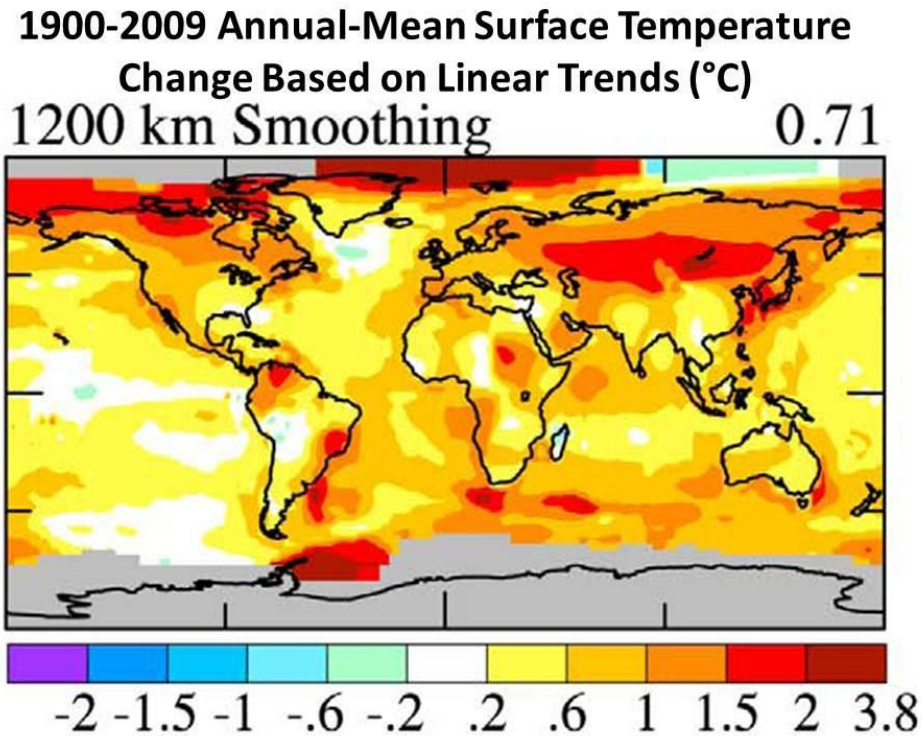 1900-2009 Annual-Mean Surface Temperature
Change Based on Linear Trends (°C)
1200 km Smoothing 0.71
-2 -1.5 -1 -.6 -.2 .2 .6 1 1.5 2 3.8